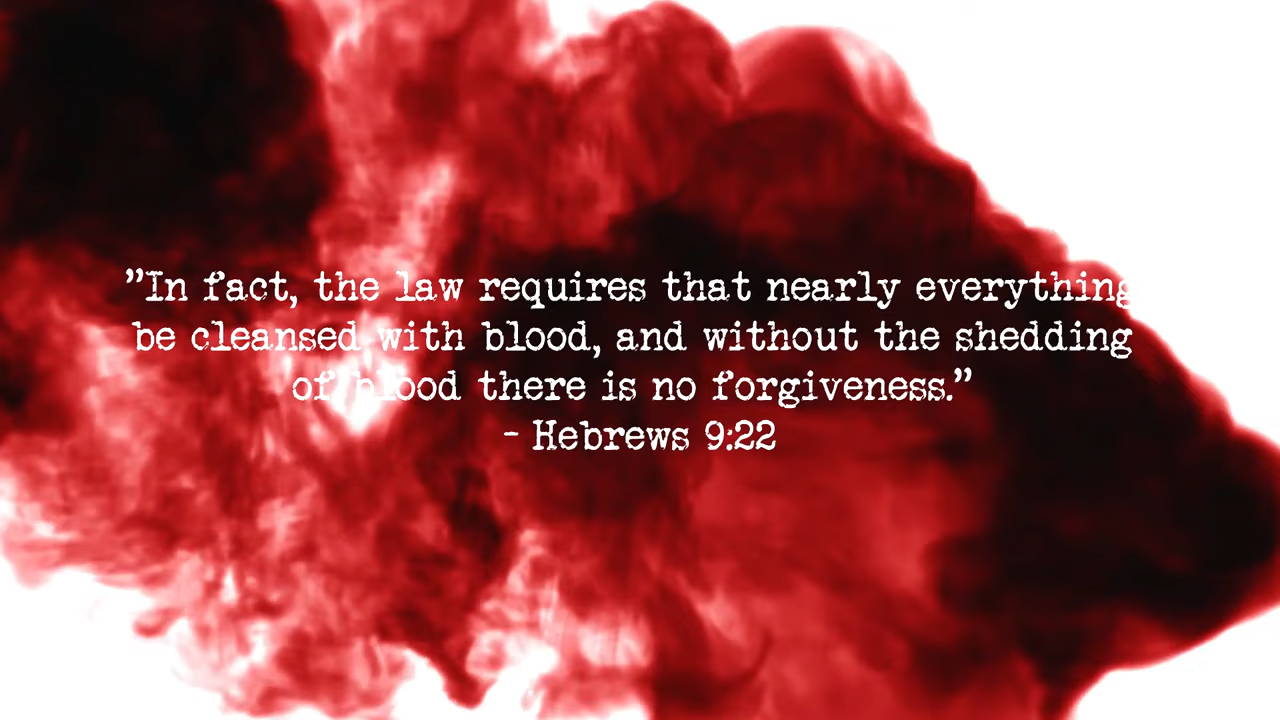 ”In fact, the law requires that nearly everything
be cleansed with blood, and without the shedding
of blood there is no forgiveness.”
- Hebrews 9:22